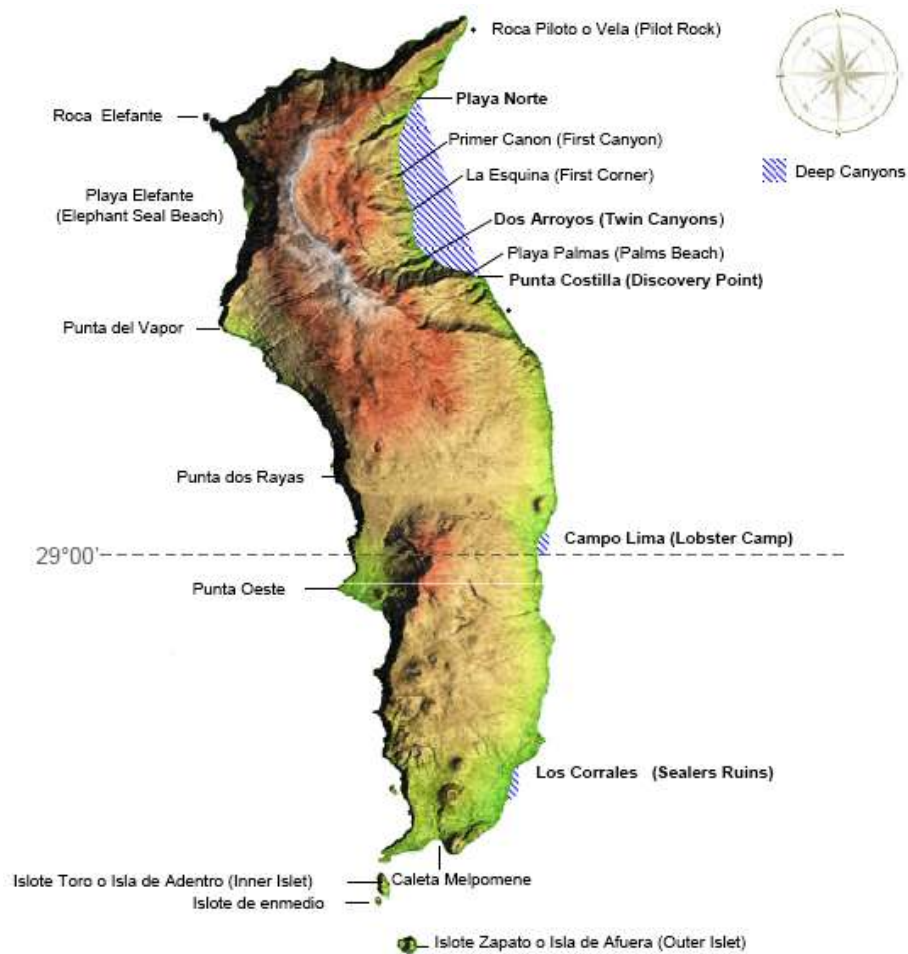 N
Roca Piloto o Vela (Pilot Rock)
Playa Norte
Roca Elefante
Primer Canon (First Canyon)
La Esquina (First Corner)
Deep Canyons
Playa Elefante
(Elephant Seal Beach)
Dos Arroyos (Twin Canyons)
Playa Palmas (Palms Beach)
Punta Costilla (Discovery Point)
Punta del Vapor
Punta dos Rayas
Campo Lima (Lobster Camp)
29°00'
Punta Oeste
Los Corrales (Sealers Ruins)
Islote Toro o Isla de Adentro (Inner Islet)
Caleta Melpomene
Islote de enmedio
Islote Zapato o Isla de Afuera (Outer Islet)